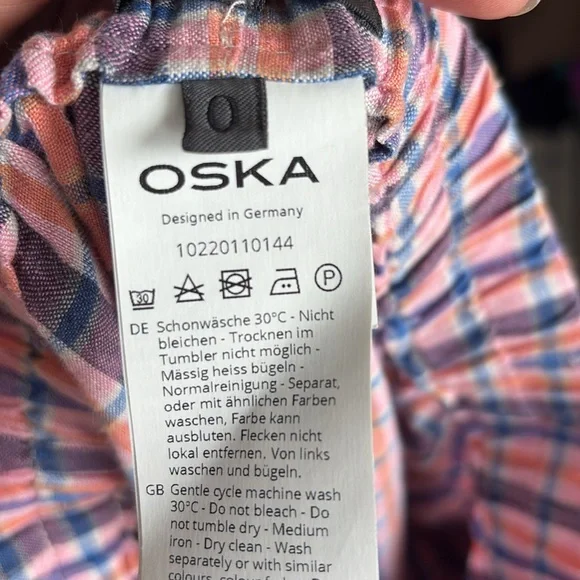 0
OSKA
Designed in Germany
10220110144
30 P
DE Schonwäsche 30°C - Nicht
bleichen - Trocknen im
Tumbler nicht möglich -
Mässig heiss bügeln -
Normalreinigung - Separat,
oder mit ähnlichen Farben
waschen, Farbe kann
ausbluten. Flecken nicht
lokal entfernen. Von links
waschen und bügeln.
GB Gentle cycle machine wash
30°C - Do not bleach - Do
not tumble dry - Medium
iron - Dry clean - Wash
separately or with similar